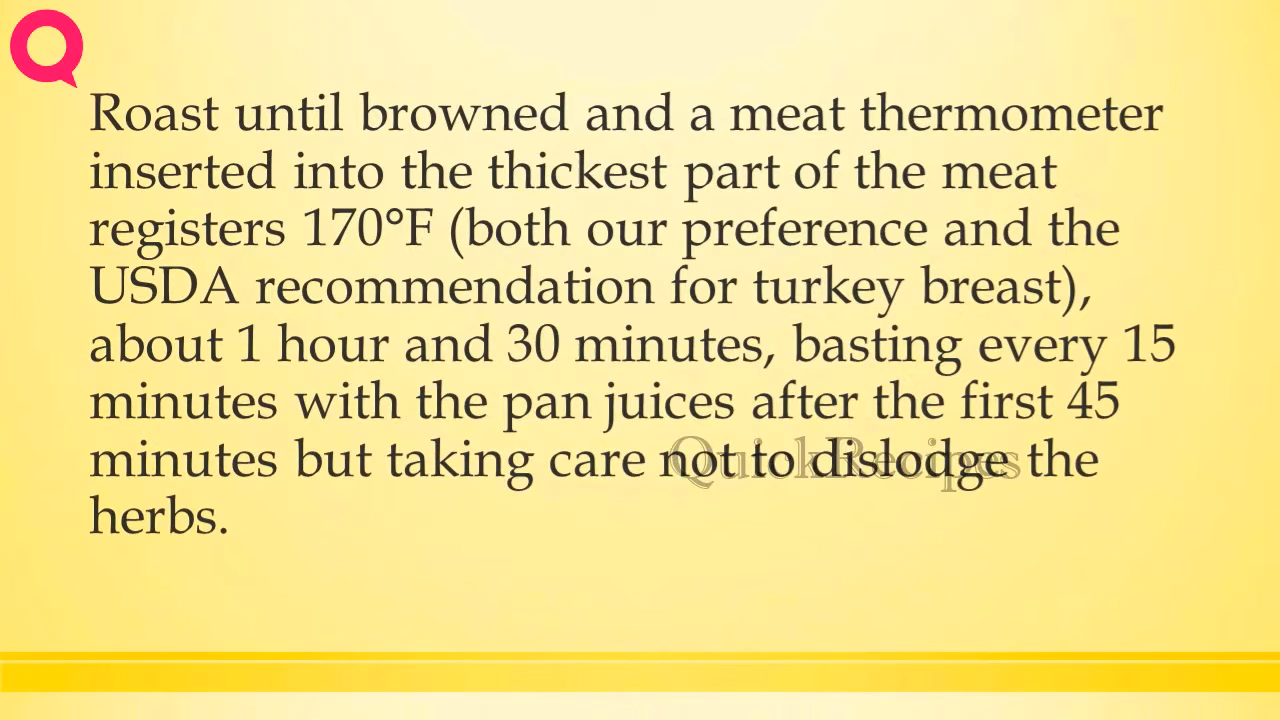 Roast until browned and a meat thermometer
inserted into the thickest part of the meat
registers 170°F (both our preference and the
USDA recommendation for turkey breast),
about 1 hour and 30 minutes, basting every 15
minutes with the pan juices after the first 45
minutes but taking care not to dislodge the
herbs.
QuickRecipes